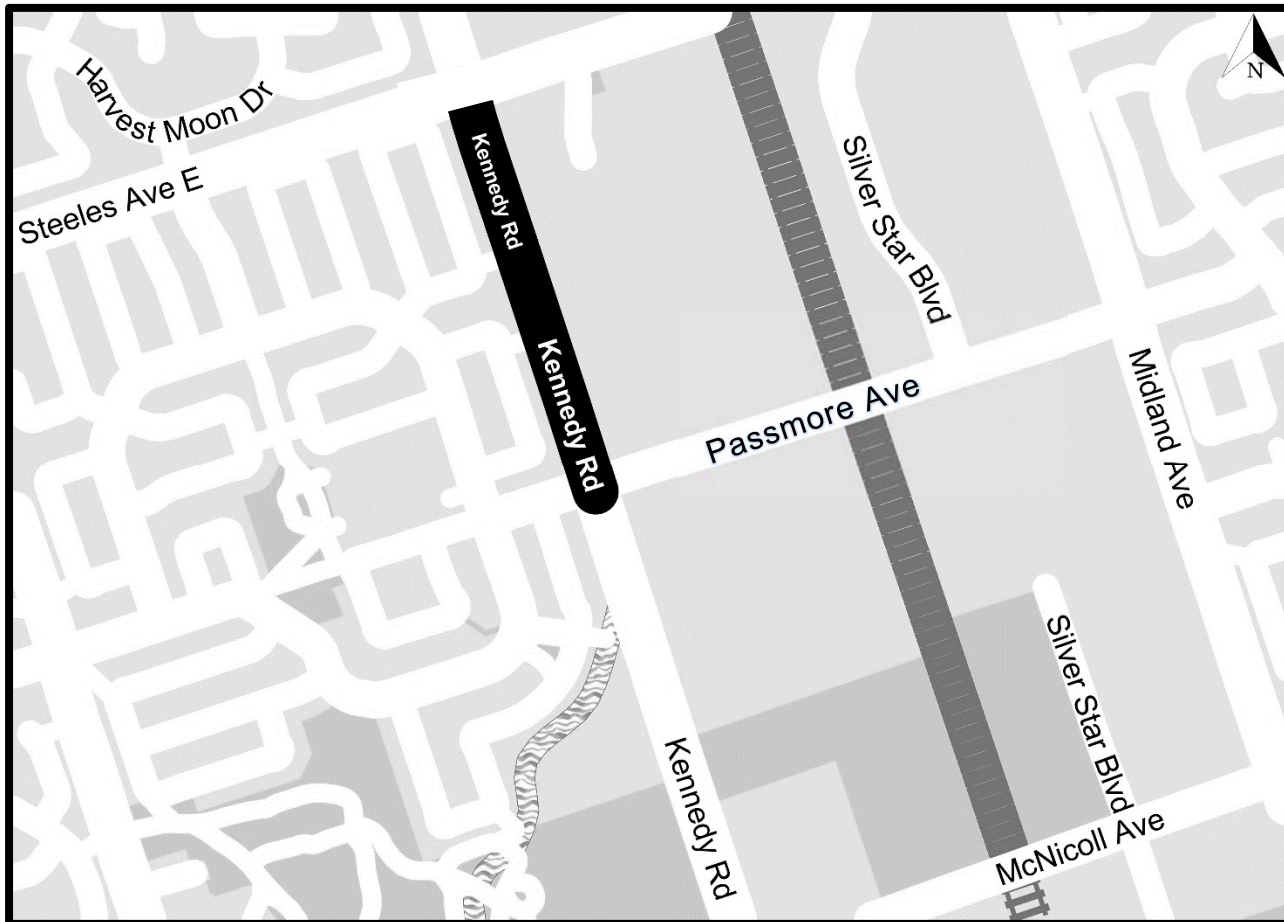 N
Harvest Moon Dr
Steeles Ave E
Kennedy Rd
Silver Star Blvd
Kennedy Rd
Passmore Ave
Midland Ave
Silver Star Blvd
Kennedy Rd
McNicoll Ave